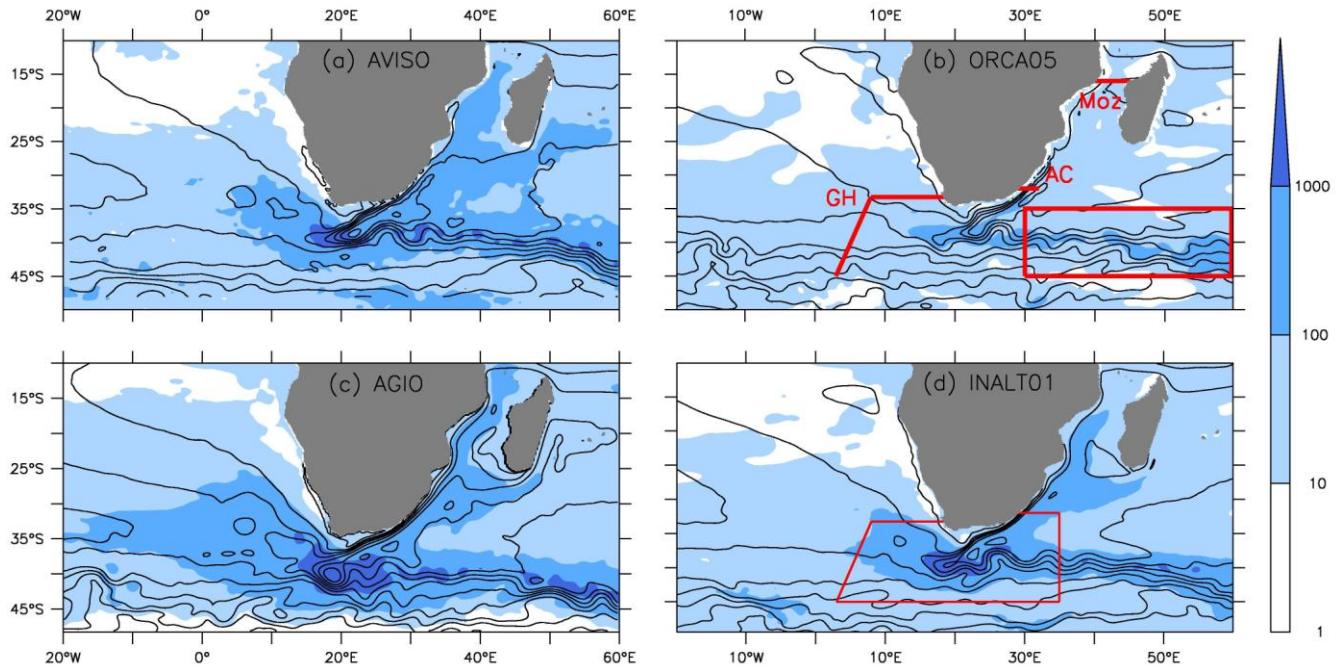 20°W 0° 20°E 40°E 60°E 10°W 10°E 30°E 50°E
(a) AVISO
(b) ORCA05
15°S
25°S
35°S
45°S
Moz
AC
GH
(c) AGIO
(d) INALT01
15°S
25°S
35°S
45°S
20°W 0° 20°E 40°E 60°E 10°W 10°E 30°E 50°E
1000
100
10
1